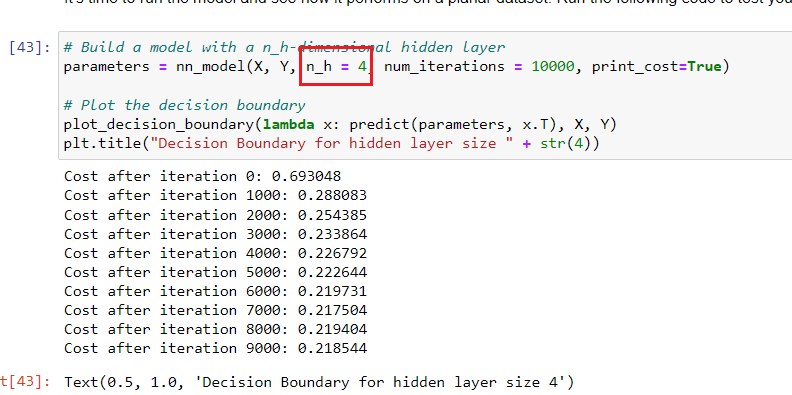 It's time to run the model and see how it performs on a planar dataset. Run the following code to test you
[43]:
# Build a model with a n_h-dimensional hidden layer
parameters = nn_model(X, Y, n_h = 4, num_iterations = 10000, print_cost=True)
# Plot the decision boundary
plot_decision_boundary(lambda x: predict(parameters, x.T), X, Y)
plt.title("Decision Boundary for hidden layer size " + str(4))
Cost after iteration 0: 0.693048
Cost after iteration 1000: 0.288083
Cost after iteration 2000: 0.254385
Cost after iteration 3000: 0.233864
Cost after iteration 4000: 0.226792
Cost after iteration 5000: 0.222644
Cost after iteration 6000: 0.219731
Cost after iteration 7000: 0.217504
Cost after iteration 8000: 0.219404
Cost after iteration 9000: 0.218544
t[43]: Text(0.5, 1.0, 'Decision Boundary for hidden layer size 4')